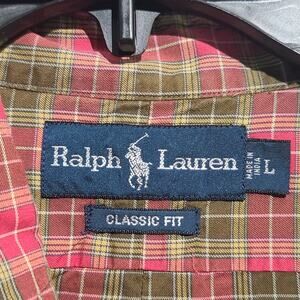 Ralph Lauren
MADE IN
INDIA
L
CLASSIC FIT